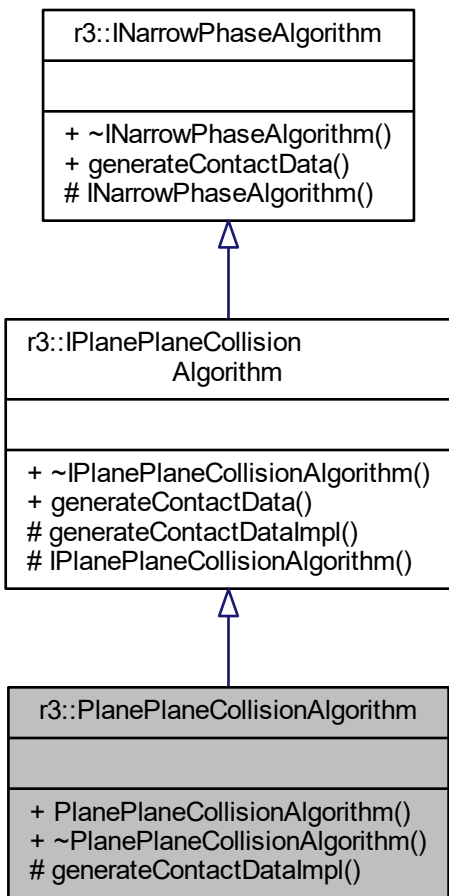 r3::INarrowPhaseAlgorithm
+ ~INarrowPhaseAlgorithm()
+ generateContactData()
# INarrowPhaseAlgorithm()
r3::IPlanePlaneCollision
Algorithm
+ ~IPlanePlaneCollisionAlgorithm()
+ generateContactData()
# generateContactDataImpl()
# IPlanePlaneCollisionAlgorithm()
r3::PlanePlaneCollisionAlgorithm
+ PlanePlaneCollisionAlgorithm()
+ ~PlanePlaneCollisionAlgorithm()
# generateContactDataImpl()